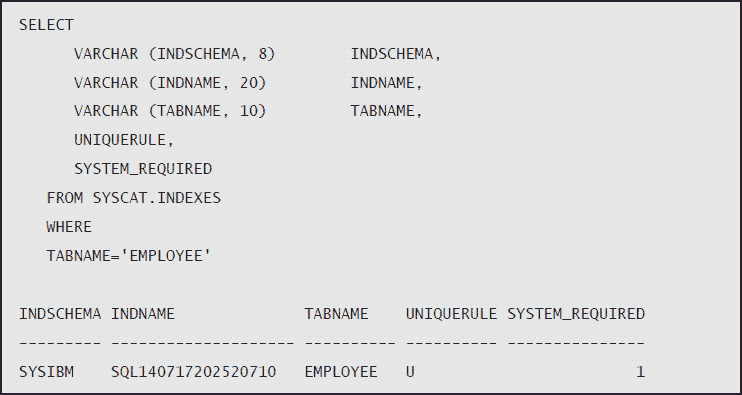 SELECT
VARCHAR (INDSCHEMA, 8) INDSCHEMA,
VARCHAR (INDNAME, 20) INDNAME,
VARCHAR (TABNAME, 10) TABNAME,
UNIQUERULE,
SYSTEM_REQUIRED
FROM SYSCAT.INDEXES
WHERE
TABNAME='EMPLOYEE'
INDSCHEMA INDNAME TABNAME UNIQUERULE SYSTEM_REQUIRED
--------- -------------------- ---------- ---------- ---------------
SYSIBM SQL140717202520710 EMPLOYEE U 1